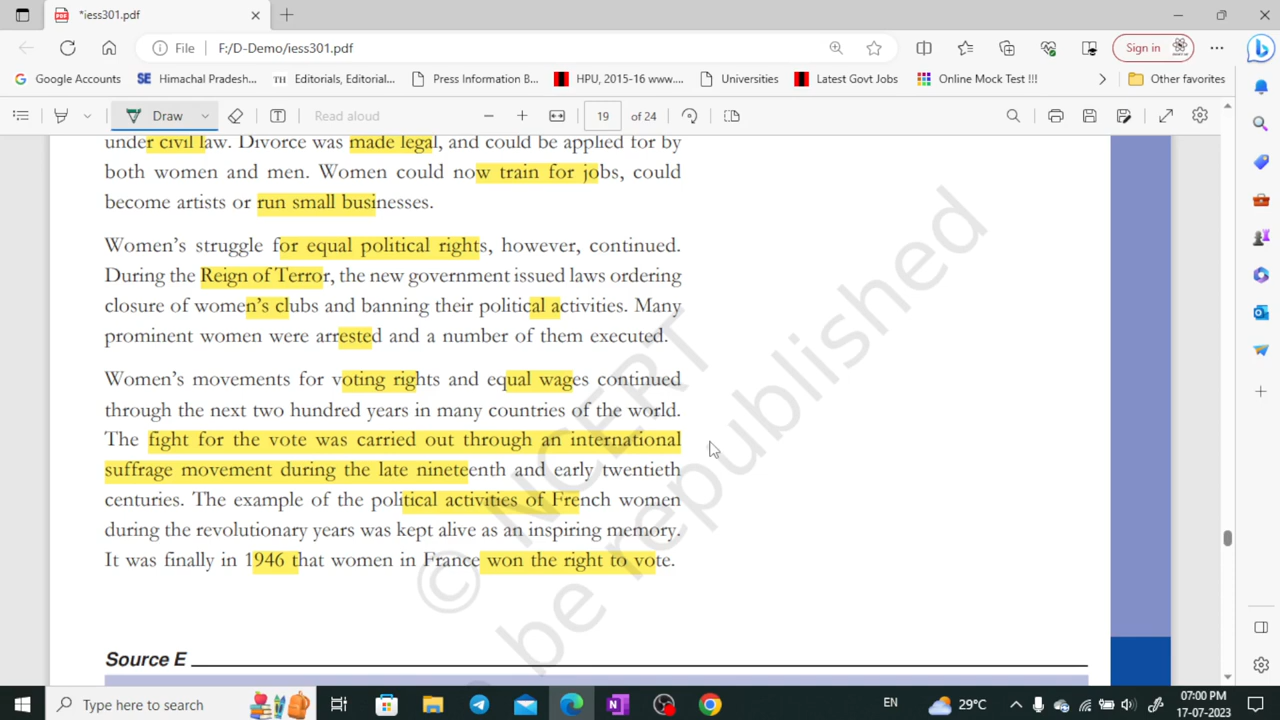 *iess301.pdf
File F:/D-Demo/iess301.pdf Sign in
Google Accounts SE Himachal Pradesh... TH Editorials, Editorial... Press Information B... HPU, 2015-16 www.... Universities Latest Govt Jobs Online Mock Test !!! Other favorites
Draw Read aloud 19 of 24
under civil law. Divorce was made legal, and could be applied for by
both women and men. Women could now train for jobs, could
become artists or run small businesses.
Women's struggle for equal political rights, however, continued.
During the Reign of Terror, the new government issued laws ordering
closure of women's clubs and banning their political activities. Many
prominent women were arrested and a number of them executed.
Women's movements for voting rights and equal wages continued
through the next two hundred years in many countries of the world.
The fight for the vote was carried out through an international
suffrage movement during the late nineteenth and early twentieth
centuries. The example of the political activities of French women
during the revolutionary years was kept alive as an inspiring memory.
It was finally in 1946 that women in France won the right to vote.
© NCERT
be republished
Source E
Type here to search EN 29°C 07:00 PM
17-07-2023